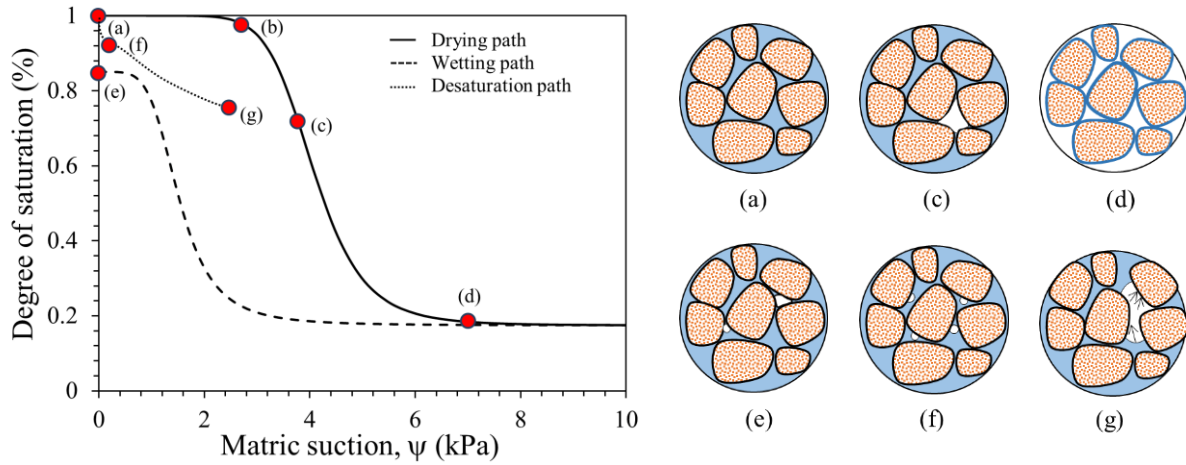 Degree of saturation (%)
1
0.8
0.6
0.4
0.2
0
0
2
4
6
8
10
Matric suction, ψ (kPa)
(a)
(b)
(c)
(d)
(e)
(f)
(g)
Drying path
Wetting path
Desaturation path
(a)
(c)
(d)
(e)
(f)
(g)